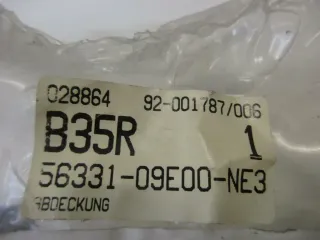 028864 92-001787/006
B35R 1
56331-09E00-NE3
ABDECKUNG